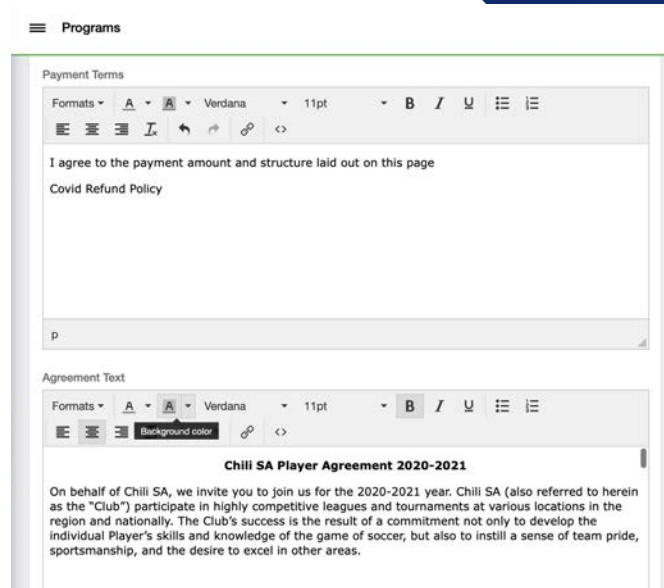 Programs
Payment Terms
Formats A A Verdana 11pt B I U
I agree to the payment amount and structure laid out on this page
Covid Refund Policy
p
Agreement Text
Formats A A Verdana 11pt B I U
Background color
Chili SA Player Agreement 2020-2021
On behalf of Chili SA, we invite you to join us for the 2020-2021 year. Chili SA (also referred to herein
as the “Club”) participate in highly competitive leagues and tournaments at various locations in the
region and nationally. The Club’s success is the result of a commitment not only to develop the
individual Player’s skills and knowledge of the game of soccer, but also to instill a sense of team pride,
sportsmanship, and the desire to excel in other areas.